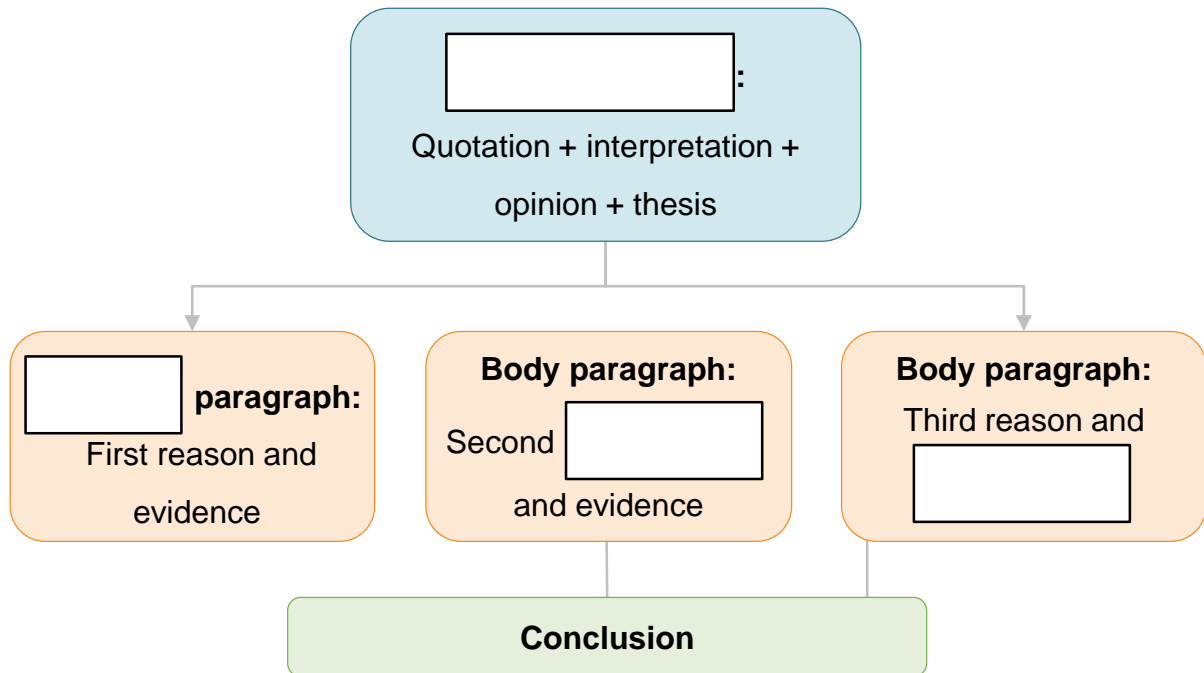 :
Quotation + interpretation +
opinion + thesis
paragraph:
First reason and
evidence
Body paragraph:
Second
and evidence
Body paragraph:
Third reason and
Conclusion